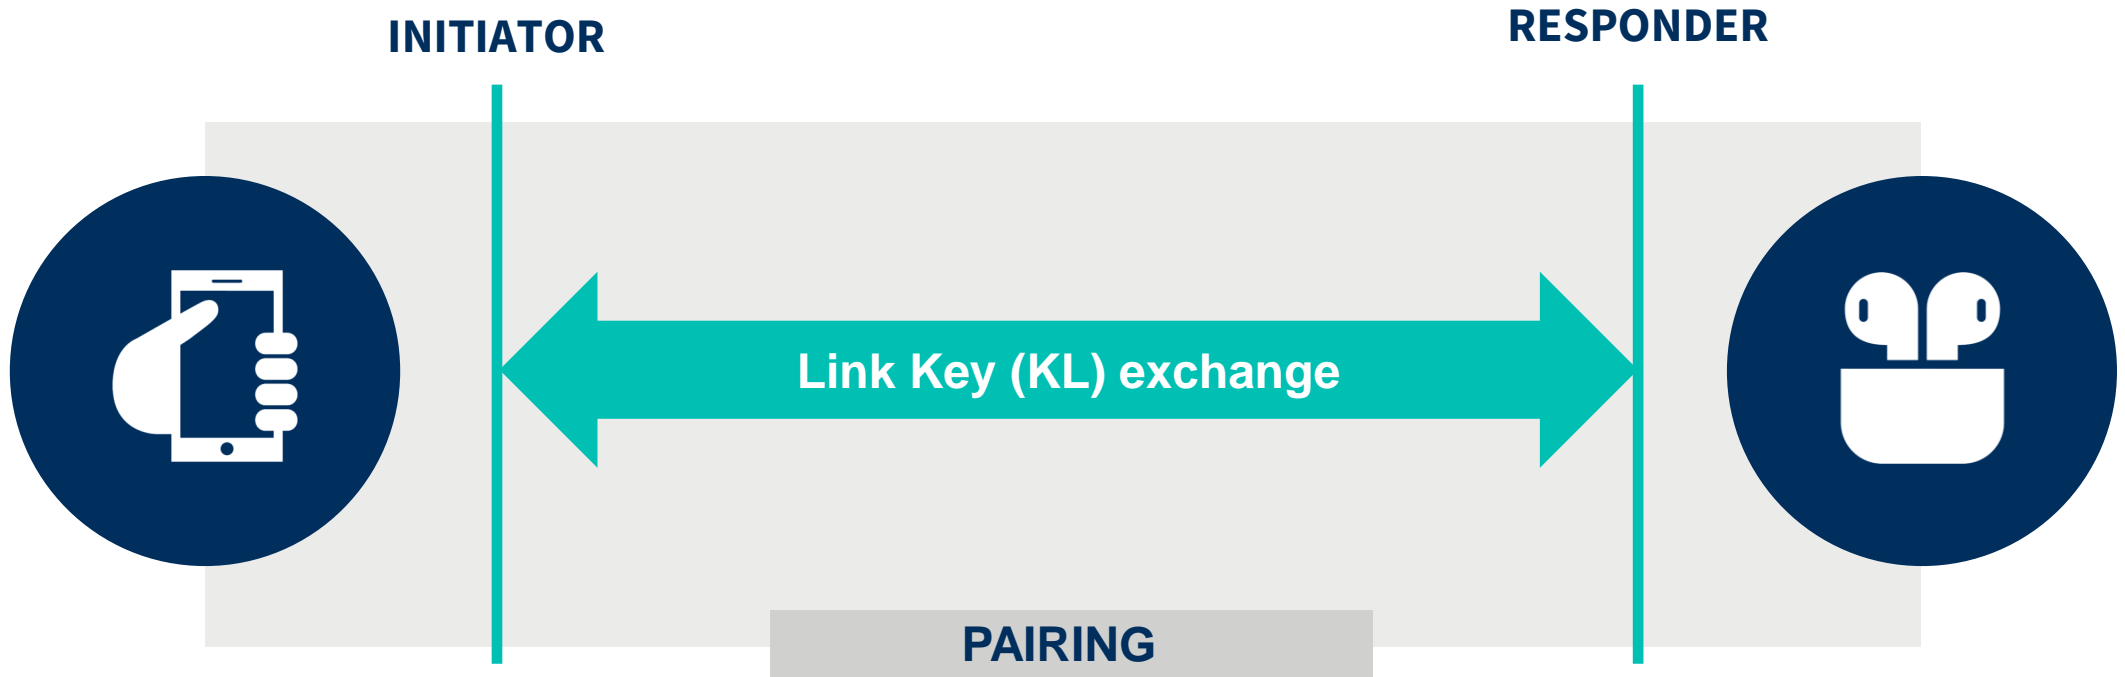 INITIATOR
RESPONDER
Link Key (KL) exchange
PAIRING